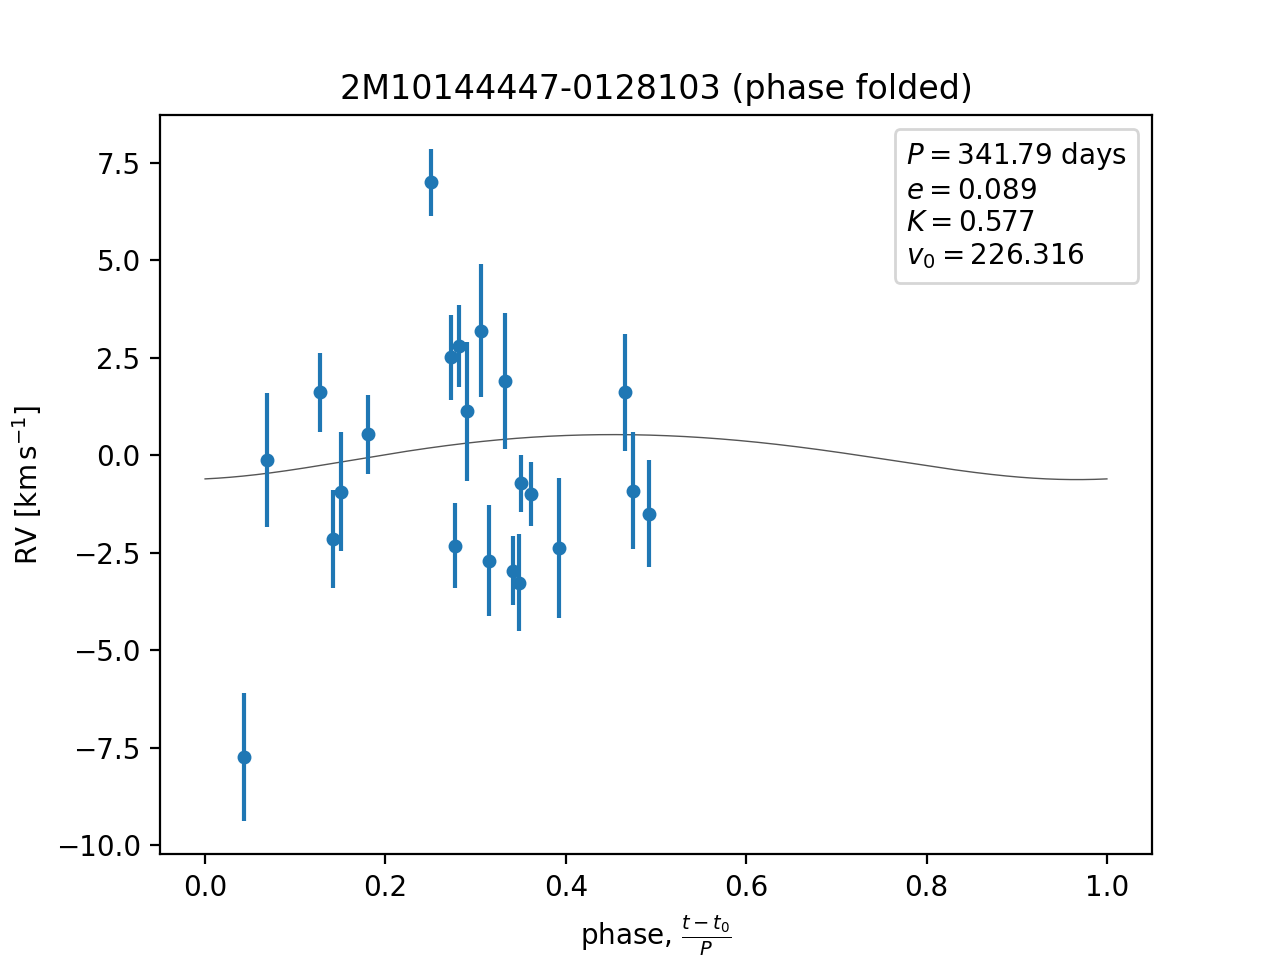 2M10144447-0128103 (phase folded)
P = 341.79 days
e = 0.089
K = 0.577
v₀ = 226.316
7.5
5.0
2.5
0.0
−2.5
−5.0
−7.5
−10.0
RV [km s⁻¹]
0.0 0.2 0.4 0.6 0.8 1.0
phase, (t − t₀)/P